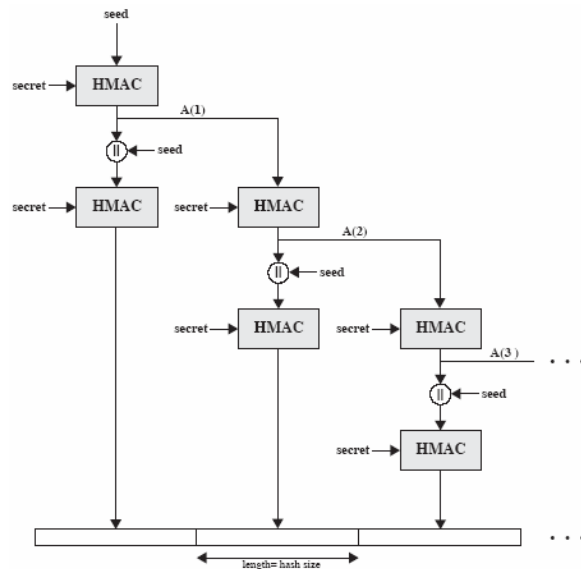 seed
secret
HMAC
A(1)
||
seed
secret
HMAC
secret
HMAC
A(2)
||
seed
secret
HMAC
secret
HMAC
A(3 )
. . .
||
seed
secret
HMAC
. . .
length= hash size